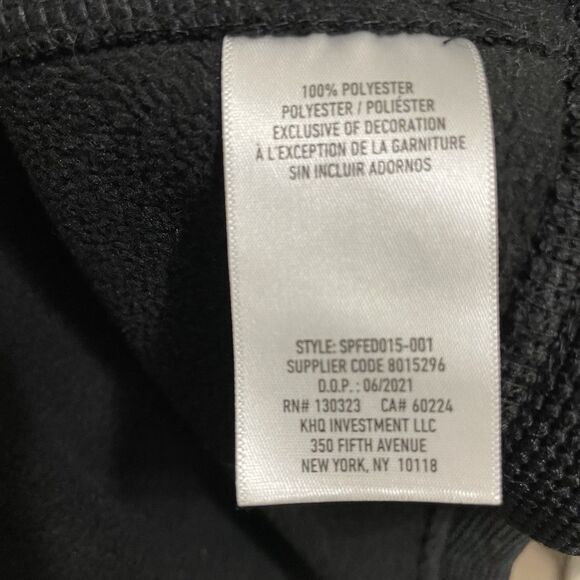 100% POLYESTER
POLYESTER / POLIÉSTER
EXCLUSIVE OF DECORATION
À L'EXCEPTION DE LA GARNITURE
SIN INCLUIR ADORNOS
STYLE: SPFED015-001
SUPPLIER CODE 8015296
D.O.P.: 06/2021
RN# 130323 CA# 60224
KHQ INVESTMENT LLC
350 FIFTH AVENUE
NEW YORK, NY 10118